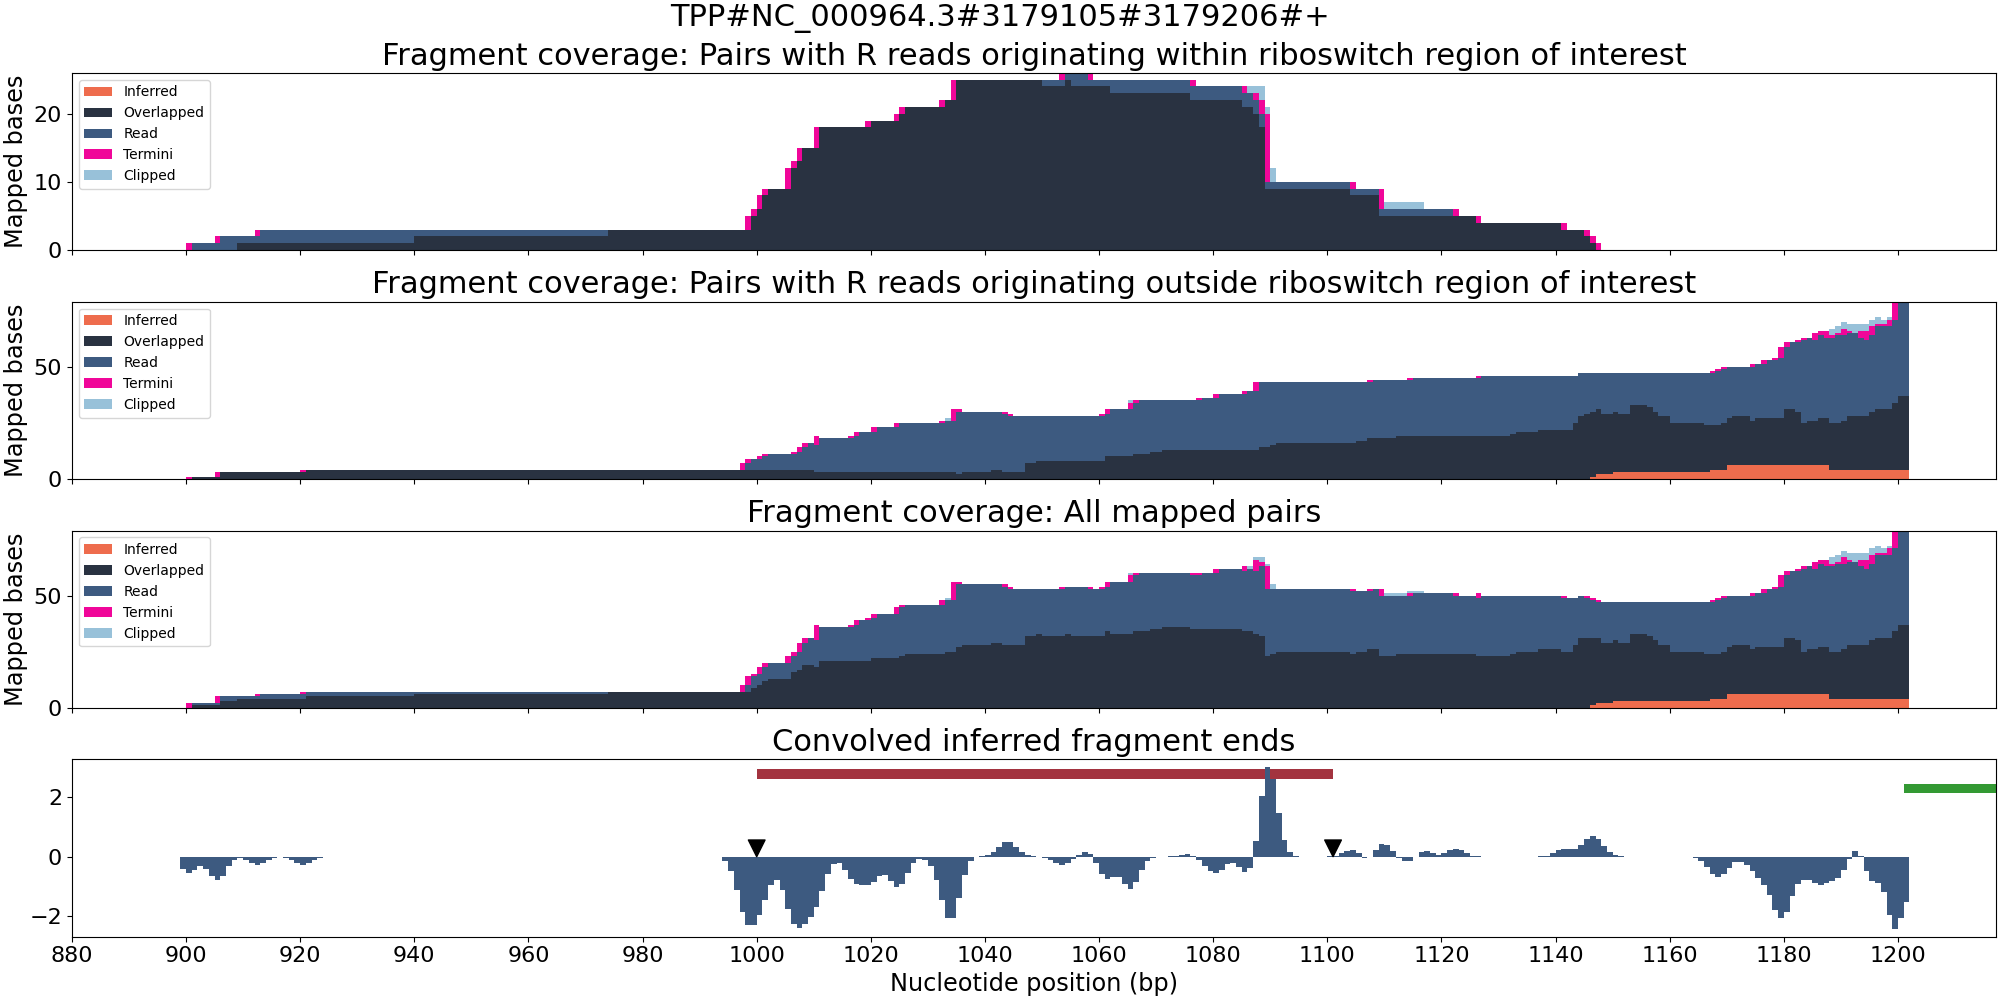 TPP#NC_000964.3#3179105#3179206#+
Fragment coverage: Pairs with R reads originating within riboswitch region of interest
Mapped bases
20
10
0
Inferred
Overlapped
Read
Termini
Clipped
Fragment coverage: Pairs with R reads originating outside riboswitch region of interest
Mapped bases
50
0
Inferred
Overlapped
Read
Termini
Clipped
Fragment coverage: All mapped pairs
Mapped bases
50
0
Inferred
Overlapped
Read
Termini
Clipped
Convolved inferred fragment ends
2
0
−2
880 900 920 940 960 980 1000 1020 1040 1060 1080 1100 1120 1140 1160 1180 1200
Nucleotide position (bp)